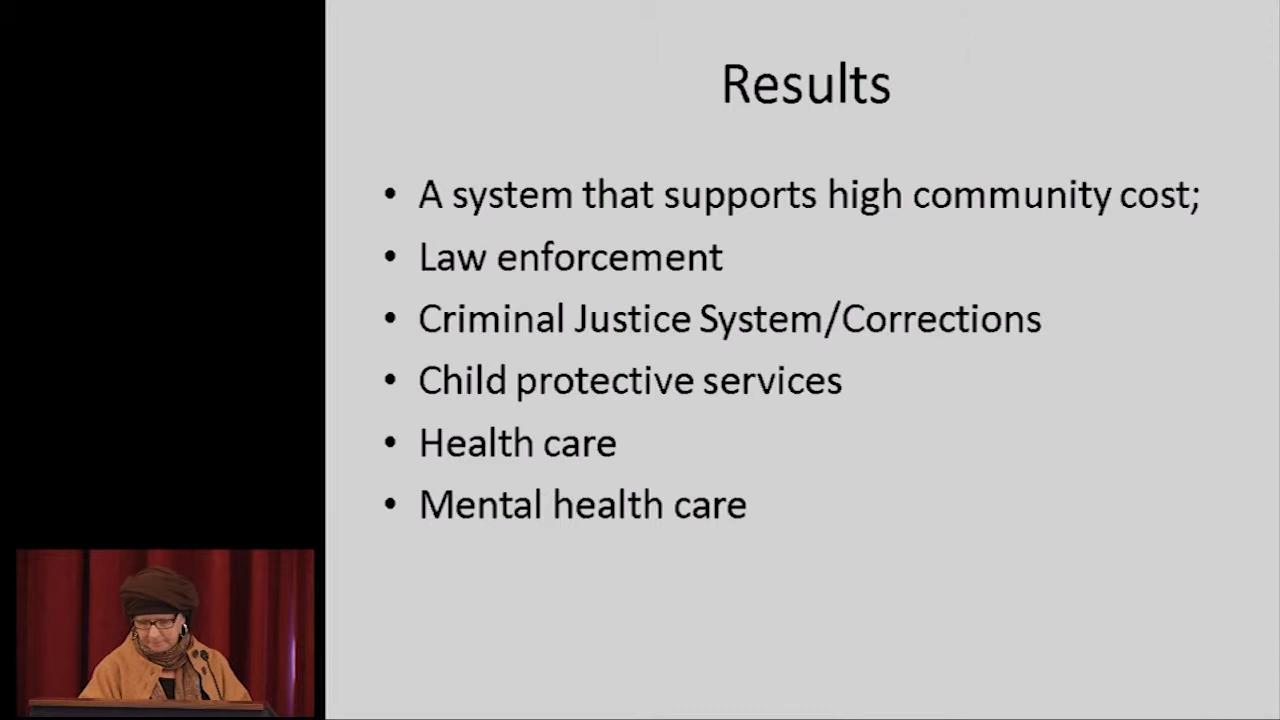 Results
• A system that supports high community cost;
• Law enforcement
• Criminal Justice System/Corrections
• Child protective services
• Health care
• Mental health care